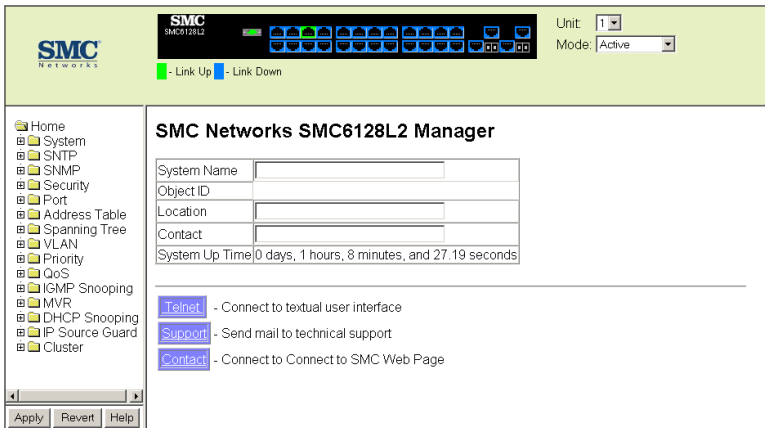 SMC
Networks
SMC
SMC6128L2
- Link Up - Link Down
Unit: 1
Mode: Active
Home
System
SNTP
SNMP
Security
Port
Address Table
Spanning Tree
VLAN
Priority
QoS
IGMP Snooping
MVR
DHCP Snooping
IP Source Guard
Cluster
Apply Revert Help
SMC Networks SMC6128L2 Manager
System Name
Object ID
Location
Contact
System Up Time 0 days, 1 hours, 8 minutes, and 27.19 seconds
Telnet - Connect to textual user interface
Support - Send mail to technical support
Contact - Connect to Connect to SMC Web Page